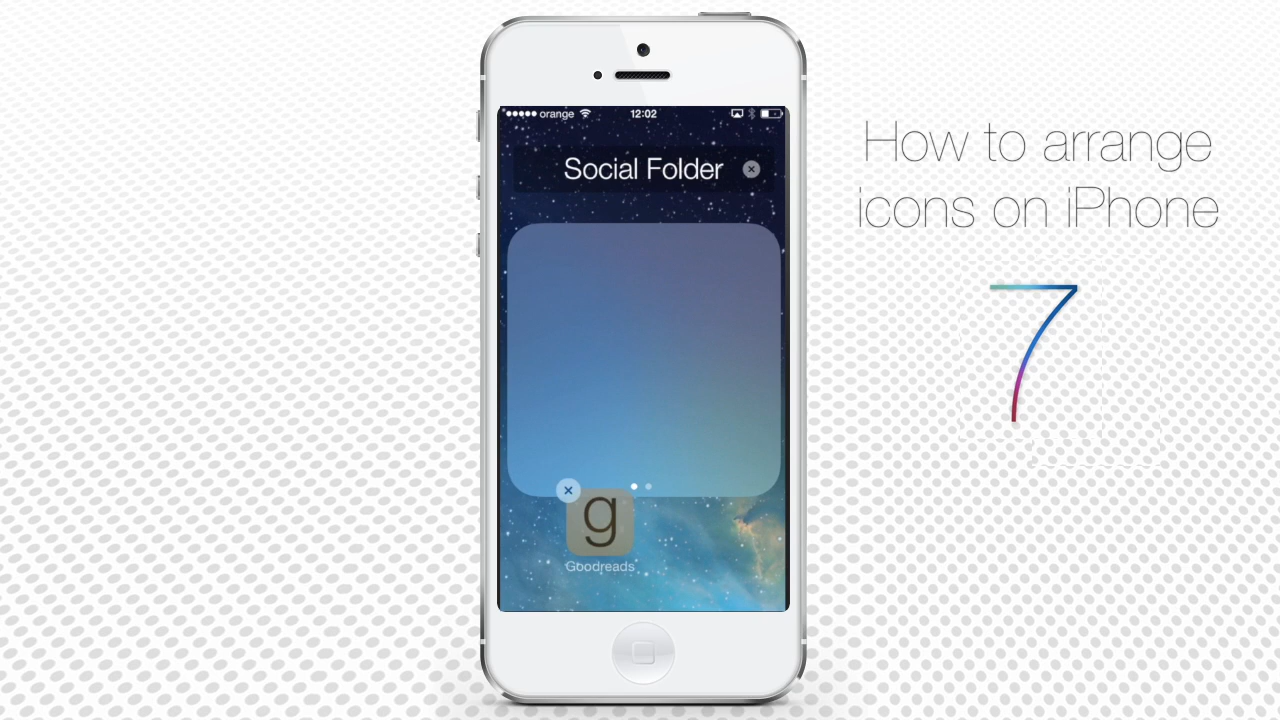 orange 12:02
Social Folder
g
Goodreads
How to arrange
icons on iPhone
7